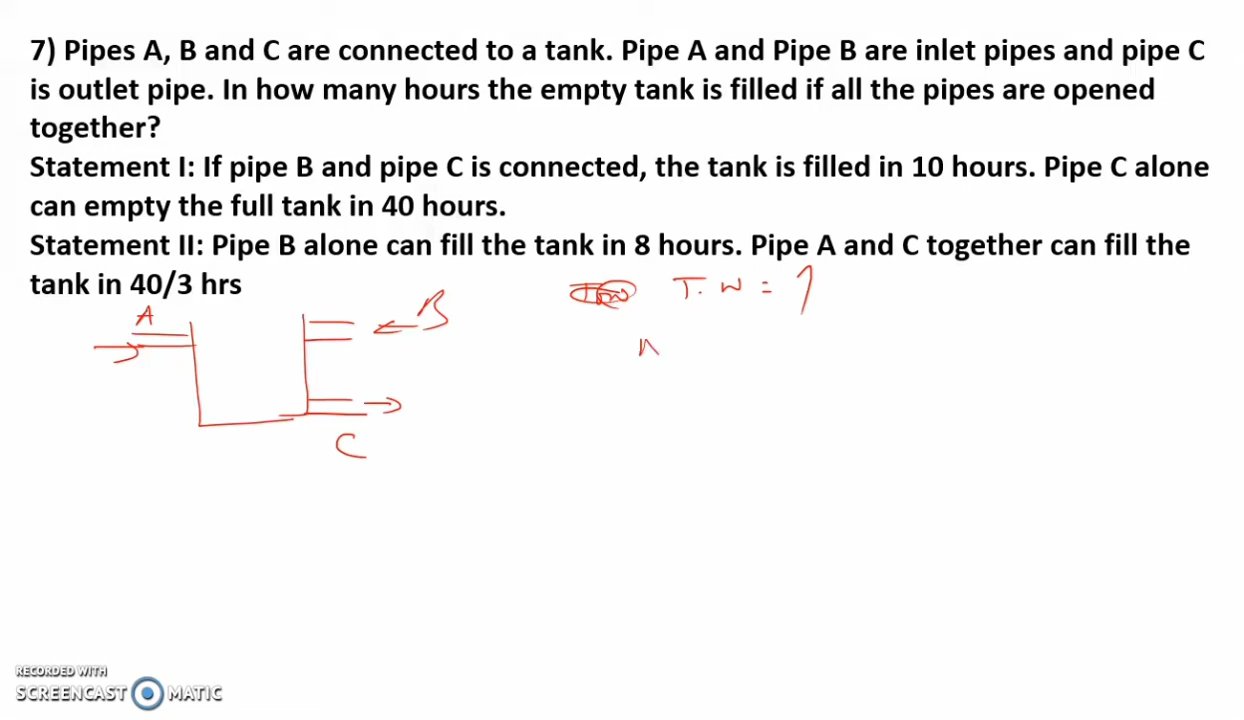 7) Pipes A, B and C are connected to a tank. Pipe A and Pipe B are inlet pipes and pipe C
is outlet pipe. In how many hours the empty tank is filled if all the pipes are opened
together?
Statement I: If pipe B and pipe C is connected, the tank is filled in 10 hours. Pipe C alone
can empty the full tank in 40 hours.
Statement II: Pipe B alone can fill the tank in 8 hours. Pipe A and C together can fill the
tank in 40/3 hrs
T. W = ?
A
B
C
RECORDED WITH
SCREENCAST MATIC